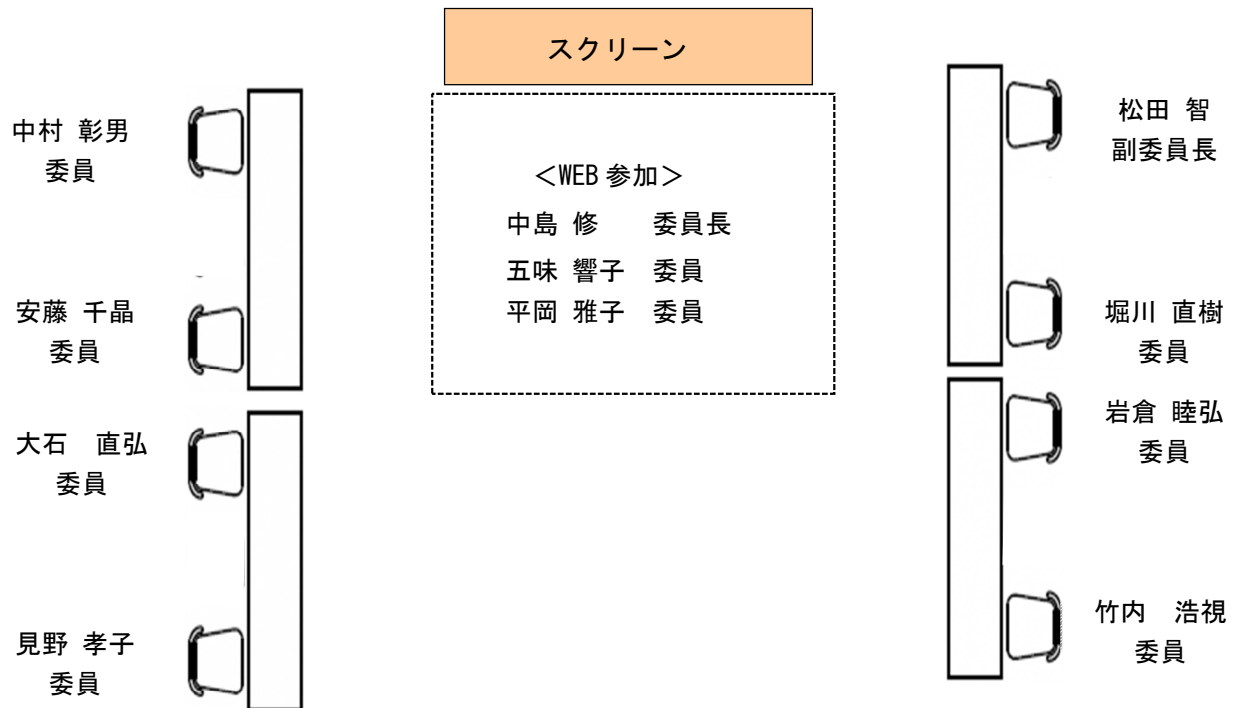 スクリーン
中村 彰男
委員
安藤 千晶
委員
大石　直弘
委員
見野 孝子
委員
＜WEB 参加＞
中島 修　　委員長
五味 響子　委員
平岡 雅子　委員
松田 智
副委員長
堀川 直樹
委員
岩倉 睦弘
委員
竹内　浩視
委員